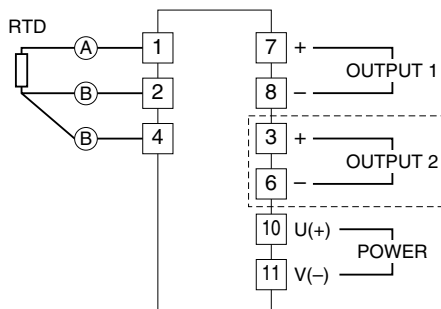 RTD
A 1 7 +
OUTPUT 1
B 2 8 –
B 4 3 +
OUTPUT 2
6 –
10 U(+)
POWER
11 V(–)